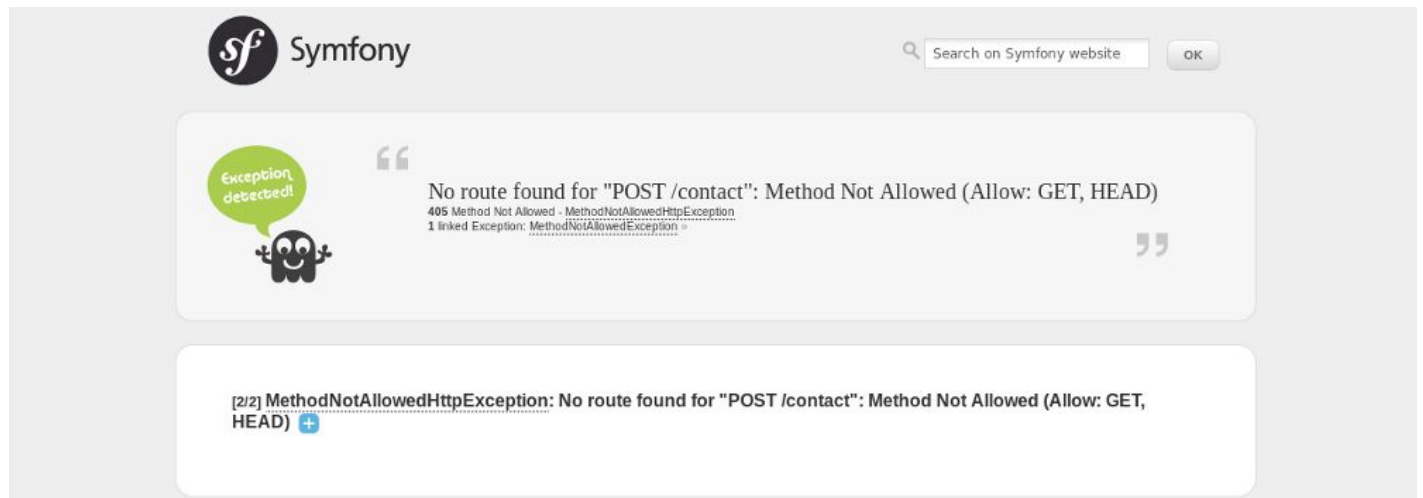 Symfony
Search on Symfony website
OK
Exception
detected!
No route found for "POST /contact": Method Not Allowed (Allow: GET, HEAD)
405 Method Not Allowed - MethodNotAllowedHttpException
1 linked Exception: MethodNotAllowedException »
[2/2] MethodNotAllowedHttpException: No route found for "POST /contact": Method Not Allowed (Allow: GET,
HEAD)